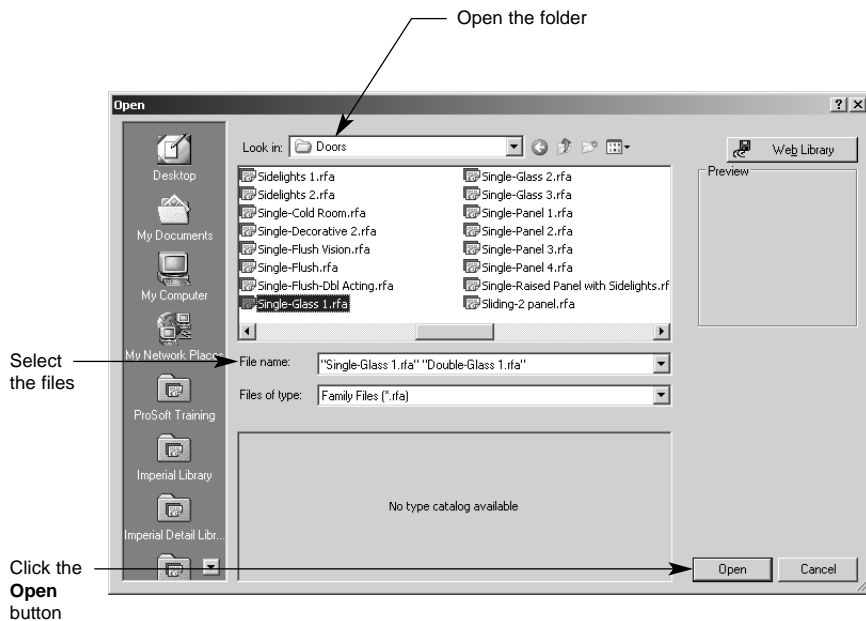 Open the folder
Open
Look in: Doors
Web Library
Desktop
My Documents
My Computer
My Network Places
ProSoft Training
Imperial Library
Imperial Detail Libr...
Sidelights 1.rfa
Sidelights 2.rfa
Single-Cold Room.rfa
Single-Decorative 2.rfa
Single-Flush Vision.rfa
Single-Flush.rfa
Single-Flush-Dbl Acting.rfa
Single-Glass 1.rfa
Single-Glass 2.rfa
Single-Glass 3.rfa
Single-Panel 1.rfa
Single-Panel 2.rfa
Single-Panel 3.rfa
Single-Panel 4.rfa
Single-Raised Panel with Sidelights.rf
Sliding-2 panel.rfa
Preview
Select
the files
File name: "Single-Glass 1.rfa" "Double-Glass 1.rfa"
Files of type: Family Files (*.rfa)
No type catalog available
Click the
Open
button
Open
Cancel